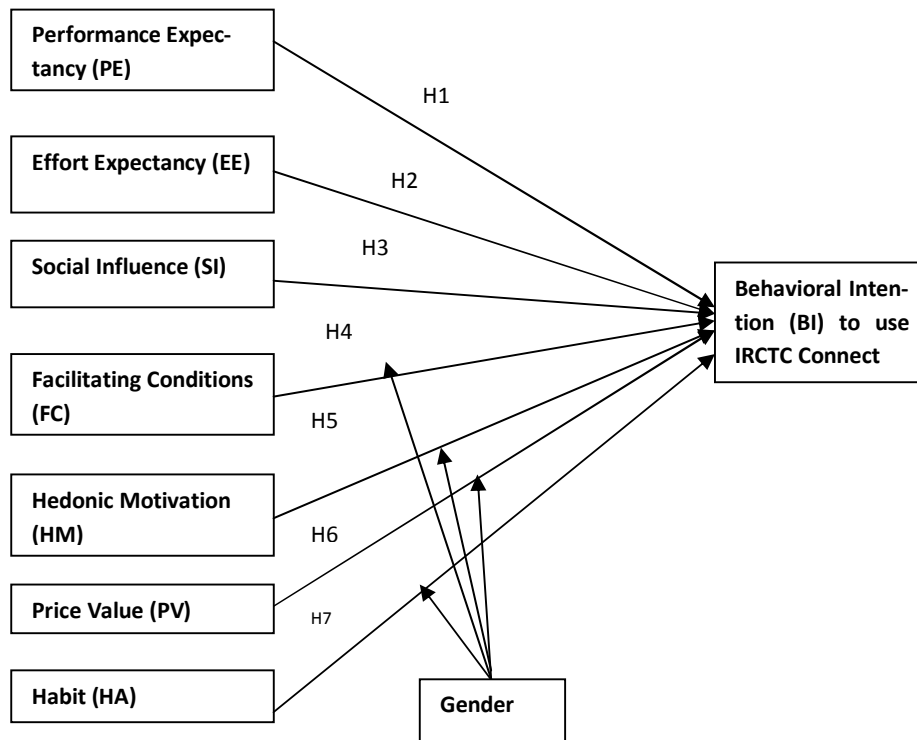 Performance Expec-
tancy (PE)
H1
Effort Expectancy (EE)
H2
Social Influence (SI)
H3
Behavioral Inten-
tion (BI) to use
IRCTC Connect
H4
Facilitating Conditions
(FC)
H5
Hedonic Motivation
(HM)
H6
Price Value (PV)
H7
Habit (HA)
Gender